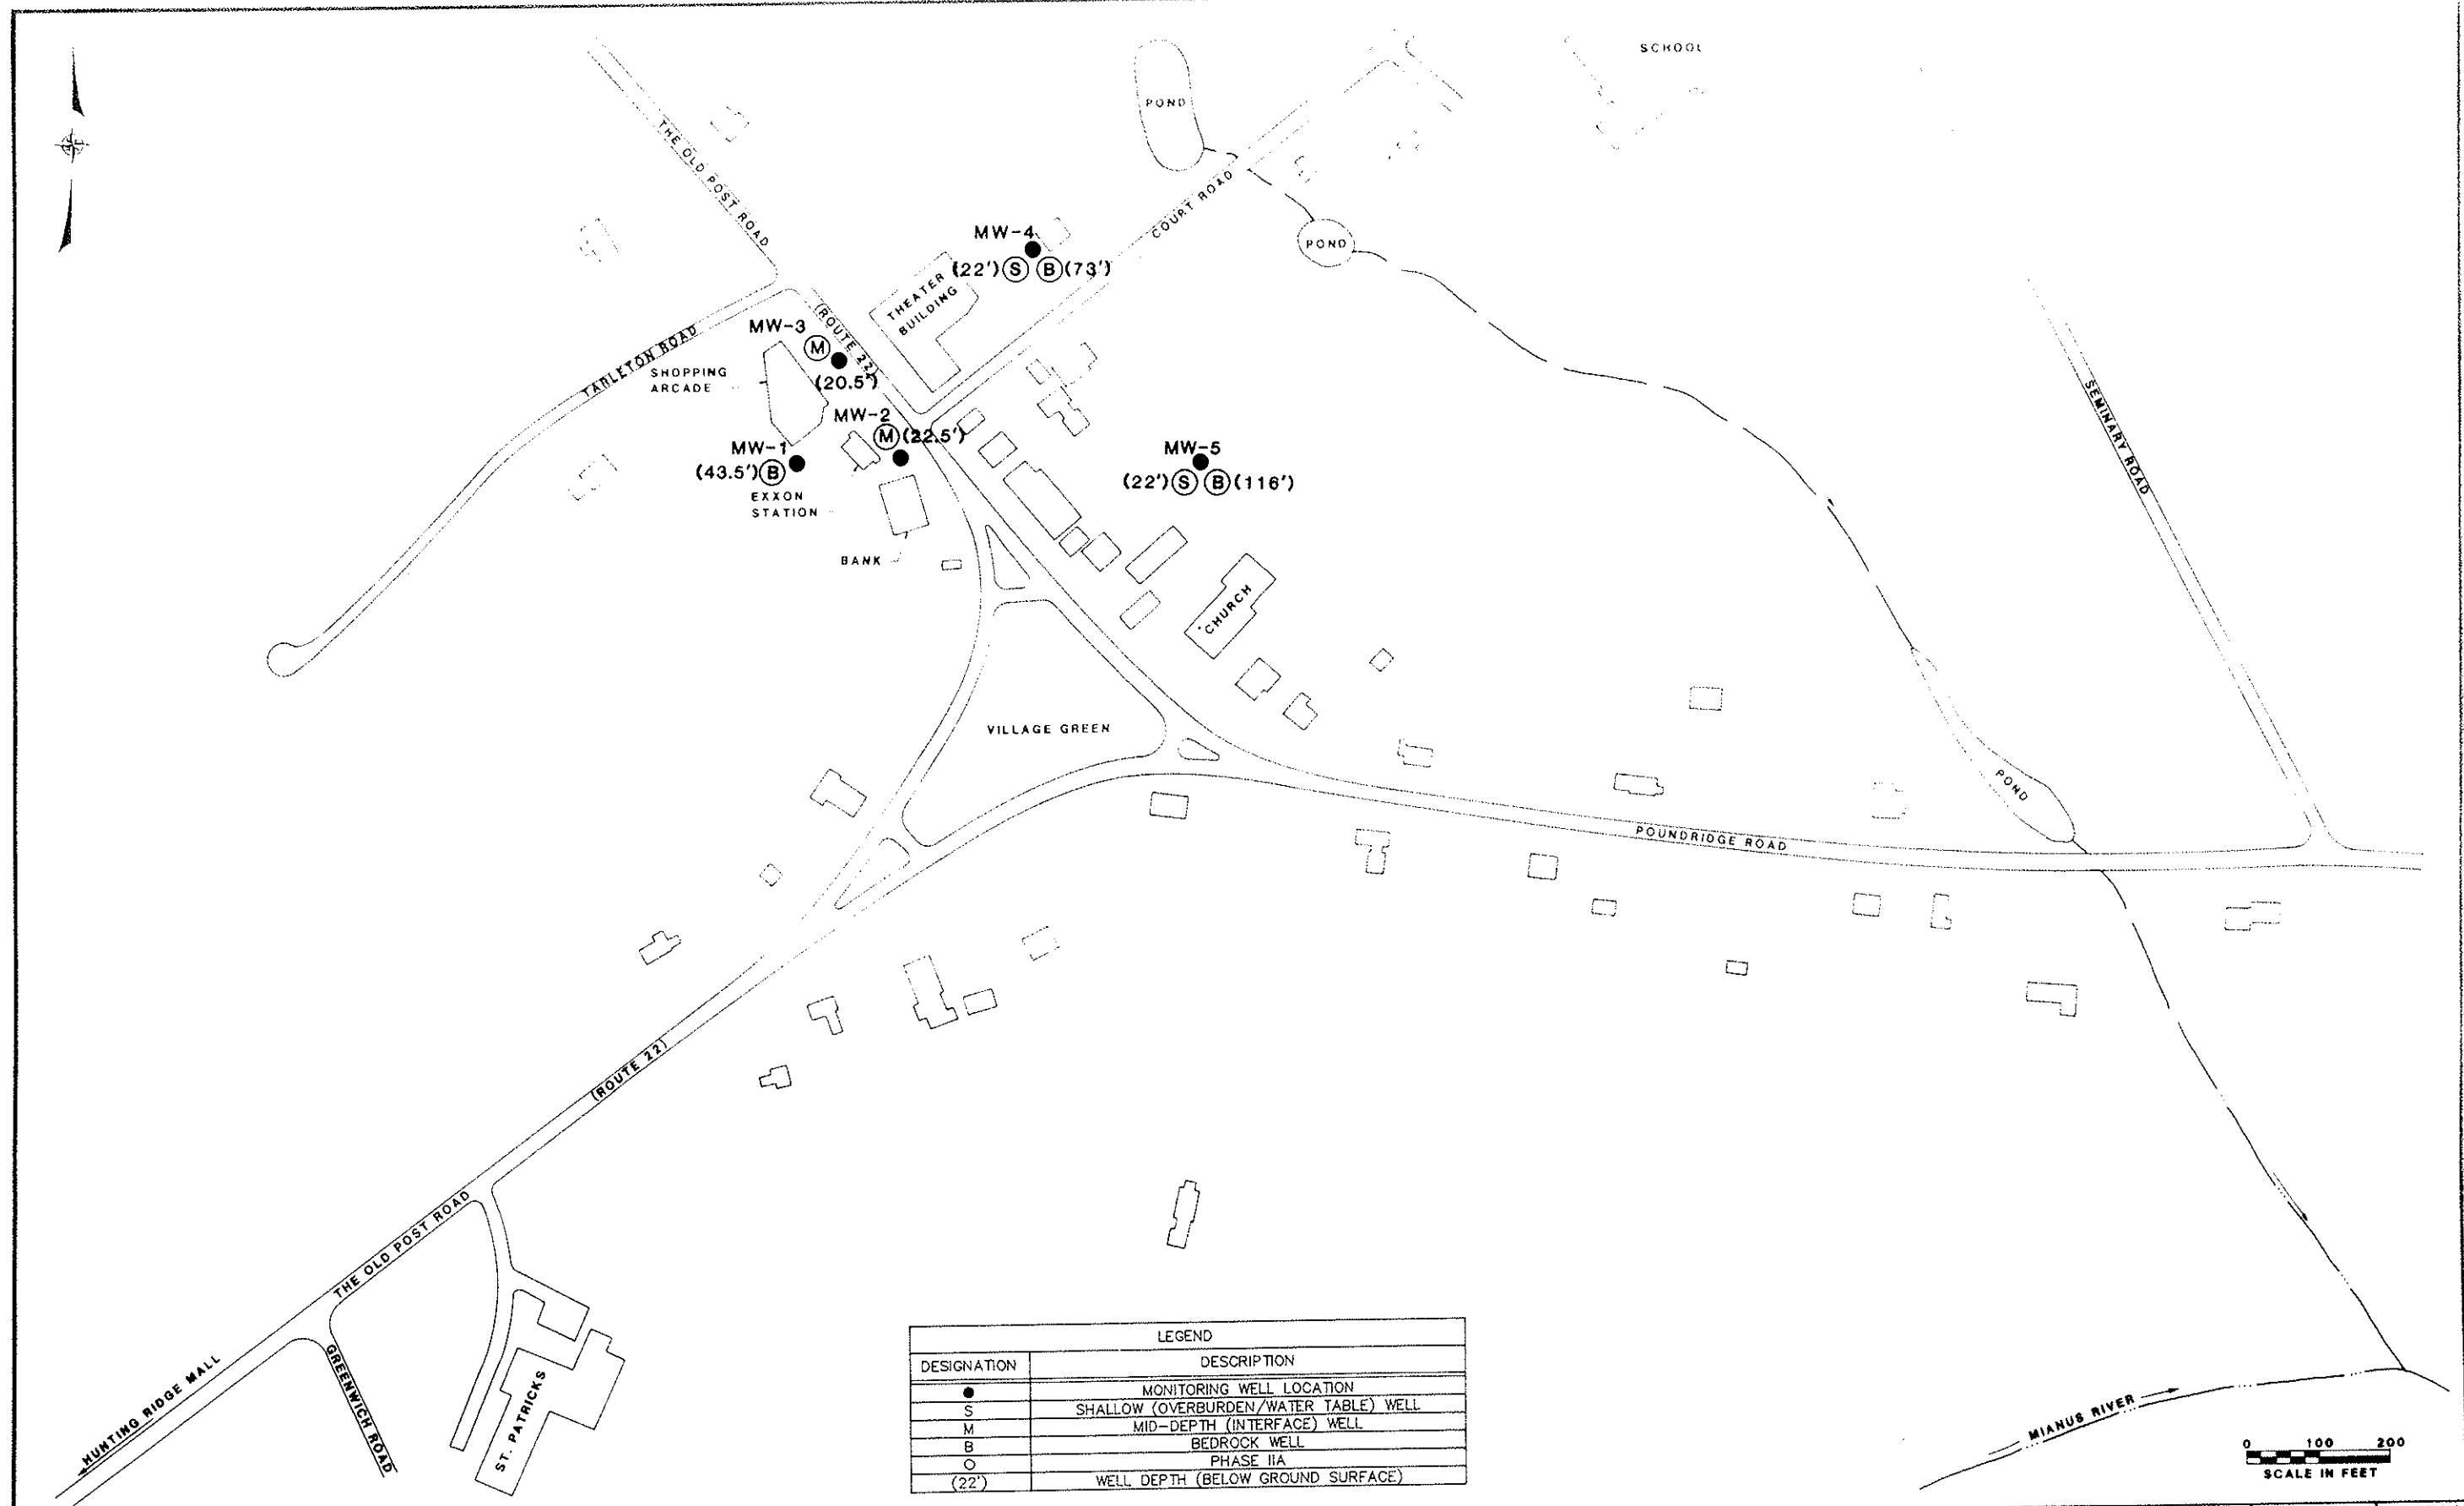 SCHOOL
POND
THE OLD POST ROAD
COURT ROAD
MW-4
(22') S B (73')
POND
THEATER
BUILDING
(ROUTE 22)
MW-3
M
(20.5')
TARLETON ROAD
SHOPPING
ARCADE
MW-2
M (22.5')
MW-1
(43.5') B
EXXON
STATION
BANK
MW-5
(22') S B (116')
SEMINARY ROAD
CHURCH
VILLAGE GREEN
POND
POUNDRIDGE ROAD
(ROUTE 22)
THE OLD POST ROAD
HUNTING RIDGE MALL
GREENWICH ROAD
ST. PATRICKS
LEGEND
DESIGNATION DESCRIPTION
● MONITORING WELL LOCATION
S SHALLOW (OVERBURDEN/WATER TABLE) WELL
M MID-DEPTH (INTERFACE) WELL
B BEDROCK WELL
O PHASE IIA
(22') WELL DEPTH (BELOW GROUND SURFACE)
MIANUS RIVER
0 100 200
SCALE IN FEET